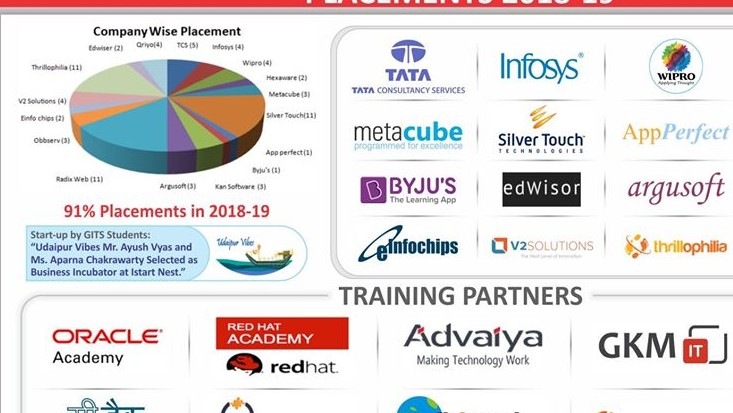 PLACEMENTS 2018-19
Company Wise Placement
Edwiser (2)
Qriyo(4)
TCS (5)
Infosys (4)
Wipro (4)
Hexaware (2)
Metacube (3)
Silver Touch(11)
App perfect(1)
Byju's (1)
Kan Software (3)
Argusoft (3)
Radix Web (11)
Obbserv (3)
Einfo chips (2)
V2 Solutions (4)
Thrillophilia (11)
91% Placements in 2018-19
Start-up by GITS Students:
"Udaipur Vibes Mr. Ayush Vyas and
Ms. Aparna Chakrawarty Selected as
Business Incubator at Istart Nest."
Udaipur Vibes
TATA
TATA CONSULTANCY SERVICES
Infosys®
WIPRO
Applying Thought
metacube
programmed for excellence
Silver Touch
TECHNOLOGIES
AppPerfect
B BYJU'S
The Learning App
edWisor
argusoft
eInfochips
V2SOLUTIONS
The Next Level of Innovation
thrillophilia
TRAINING PARTNERS
ORACLE®
Academy
RED HAT
ACADEMY
redhat.
Advaiya
Making Technology Work
GKM IT